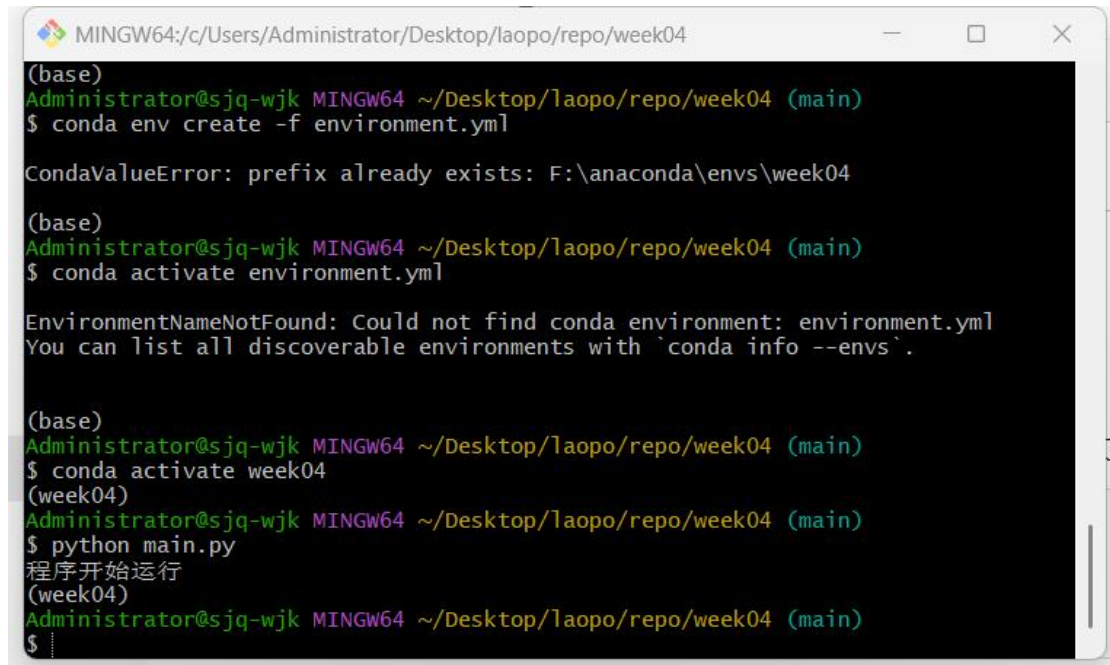 MINGW64:/c/Users/Administrator/Desktop/laopo/repo/week04
(base)
Administrator@sjq-wjk MINGW64 ~/Desktop/laopo/repo/week04 (main)
$ conda env create -f environment.yml
CondaValueError: prefix already exists: F:\anaconda\envs\week04
(base)
Administrator@sjq-wjk MINGW64 ~/Desktop/laopo/repo/week04 (main)
$ conda activate environment.yml
EnvironmentNameNotFound: Could not find conda environment: environment.yml
You can list all discoverable environments with `conda info --envs`.
(base)
Administrator@sjq-wjk MINGW64 ~/Desktop/laopo/repo/week04 (main)
$ conda activate week04
(week04)
Administrator@sjq-wjk MINGW64 ~/Desktop/laopo/repo/week04 (main)
$ python main.py
程序开始运行
(week04)
Administrator@sjq-wjk MINGW64 ~/Desktop/laopo/repo/week04 (main)
$